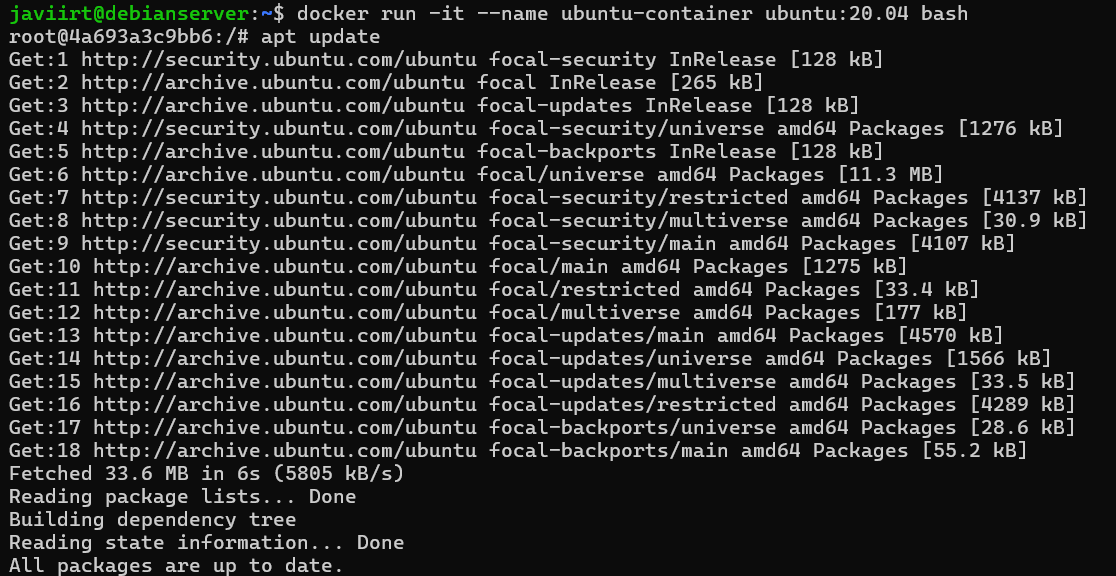 javiirt@debianserver:~$ docker run -it --name ubuntu-container ubuntu:20.04 bash
root@4a693a3c9bb6:/# apt update
Get:1 http://security.ubuntu.com/ubuntu focal-security InRelease [128 kB]
Get:2 http://archive.ubuntu.com/ubuntu focal InRelease [265 kB]
Get:3 http://archive.ubuntu.com/ubuntu focal-updates InRelease [128 kB]
Get:4 http://security.ubuntu.com/ubuntu focal-security/universe amd64 Packages [1276 kB]
Get:5 http://archive.ubuntu.com/ubuntu focal-backports InRelease [128 kB]
Get:6 http://archive.ubuntu.com/ubuntu focal/universe amd64 Packages [11.3 MB]
Get:7 http://security.ubuntu.com/ubuntu focal-security/restricted amd64 Packages [4137 kB]
Get:8 http://security.ubuntu.com/ubuntu focal-security/multiverse amd64 Packages [30.9 kB]
Get:9 http://security.ubuntu.com/ubuntu focal-security/main amd64 Packages [4107 kB]
Get:10 http://archive.ubuntu.com/ubuntu focal/main amd64 Packages [1275 kB]
Get:11 http://archive.ubuntu.com/ubuntu focal/restricted amd64 Packages [33.4 kB]
Get:12 http://archive.ubuntu.com/ubuntu focal/multiverse amd64 Packages [177 kB]
Get:13 http://archive.ubuntu.com/ubuntu focal-updates/main amd64 Packages [4570 kB]
Get:14 http://archive.ubuntu.com/ubuntu focal-updates/universe amd64 Packages [1566 kB]
Get:15 http://archive.ubuntu.com/ubuntu focal-updates/multiverse amd64 Packages [33.5 kB]
Get:16 http://archive.ubuntu.com/ubuntu focal-updates/restricted amd64 Packages [4289 kB]
Get:17 http://archive.ubuntu.com/ubuntu focal-backports/universe amd64 Packages [28.6 kB]
Get:18 http://archive.ubuntu.com/ubuntu focal-backports/main amd64 Packages [55.2 kB]
Fetched 33.6 MB in 6s (5805 kB/s)
Reading package lists... Done
Building dependency tree
Reading state information... Done
All packages are up to date.